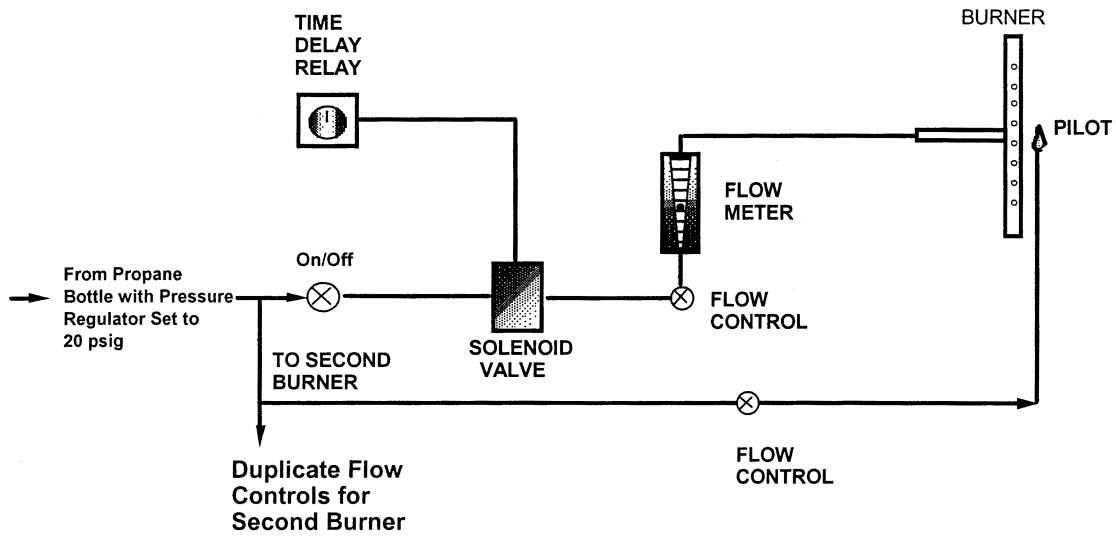 TIME
DELAY
RELAY
BURNER
PILOT
FLOW
METER
On/Off
From Propane
Bottle with Pressure
Regulator Set to
20 psig
FLOW
CONTROL
SOLENOID
VALVE
TO SECOND
BURNER
FLOW
CONTROL
Duplicate Flow
Controls for
Second Burner